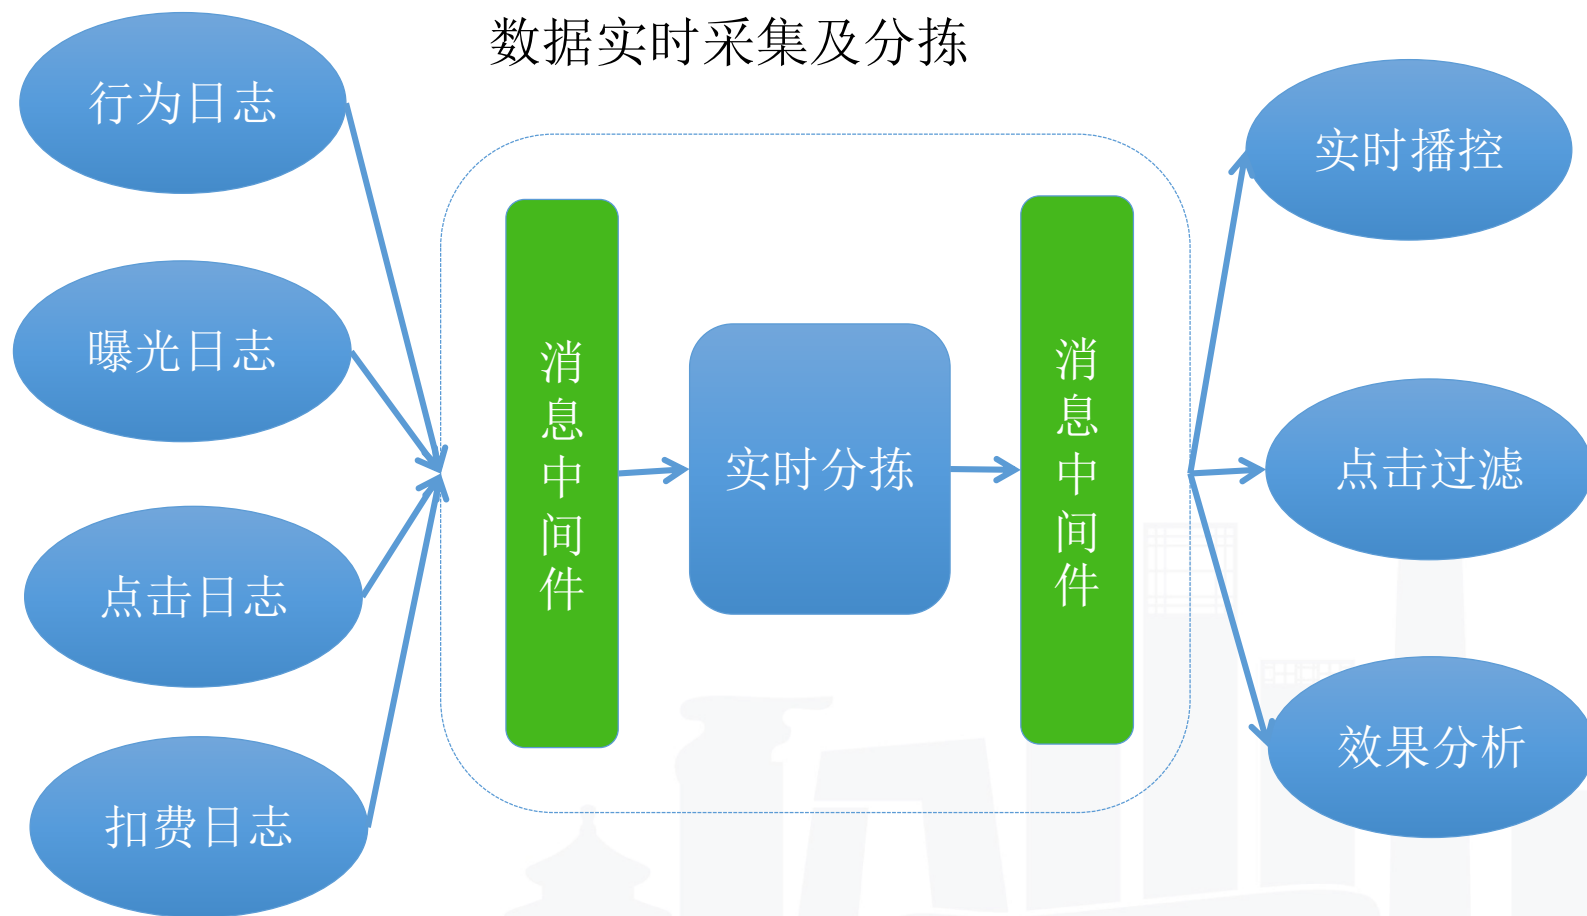 数据实时采集及分拣
行为日志
曝光日志
点击日志
扣费日志
消息中间件
实时分拣
消息中间件
实时播控
点击过滤
效果分析